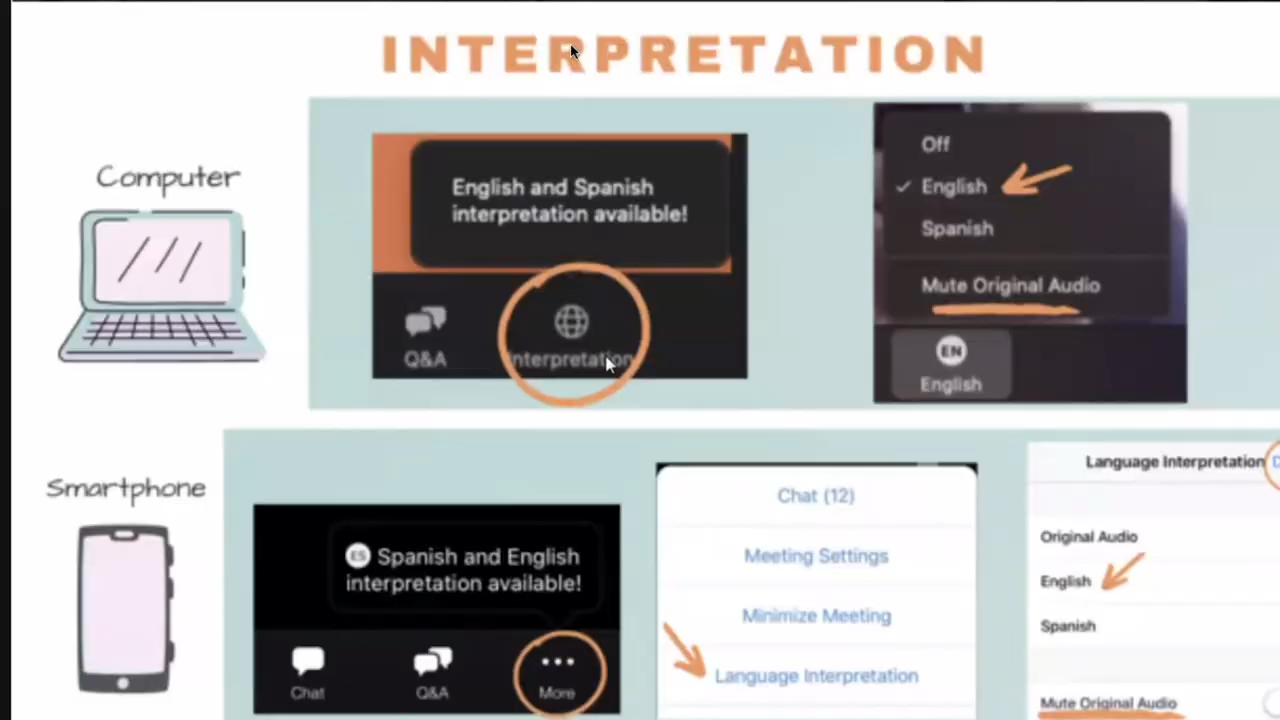 INTERPRETATION
Computer
English and Spanish
interpretation available!
Q&A
Interpretation
Off
✓ English
Spanish
Mute Original Audio
EN
English
Smartphone
ES Spanish and English
interpretation available!
Chat
Q&A
More
Chat (12)
Meeting Settings
Minimize Meeting
Language Interpretation
Language Interpretation
Original Audio
English
Spanish
Mute Original Audio